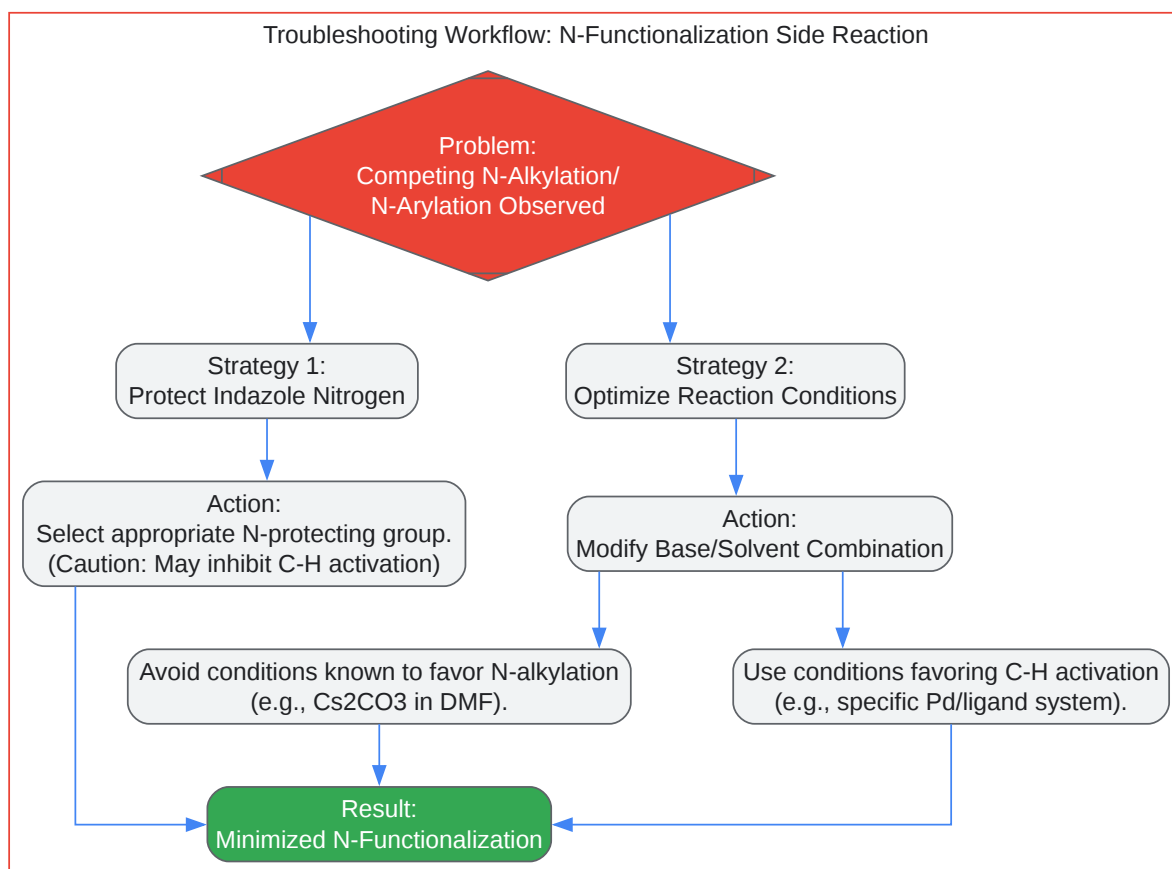 Troubleshooting Workflow: N-Functionalization Side Reaction
Problem:
Competing N-Alkylation/
N-Arylation Observed
Strategy 1:
Protect Indazole Nitrogen
Strategy 2:
Optimize Reaction Conditions
Action:
Select appropriate N-protecting group.
(Caution: May inhibit C-H activation)
Action:
Modify Base/Solvent Combination
Avoid conditions known to favor N-alkylation
(e.g., Cs2CO3 in DMF).
Use conditions favoring C-H activation
(e.g., specific Pd/ligand system).
Result:
Minimized N-Functionalization